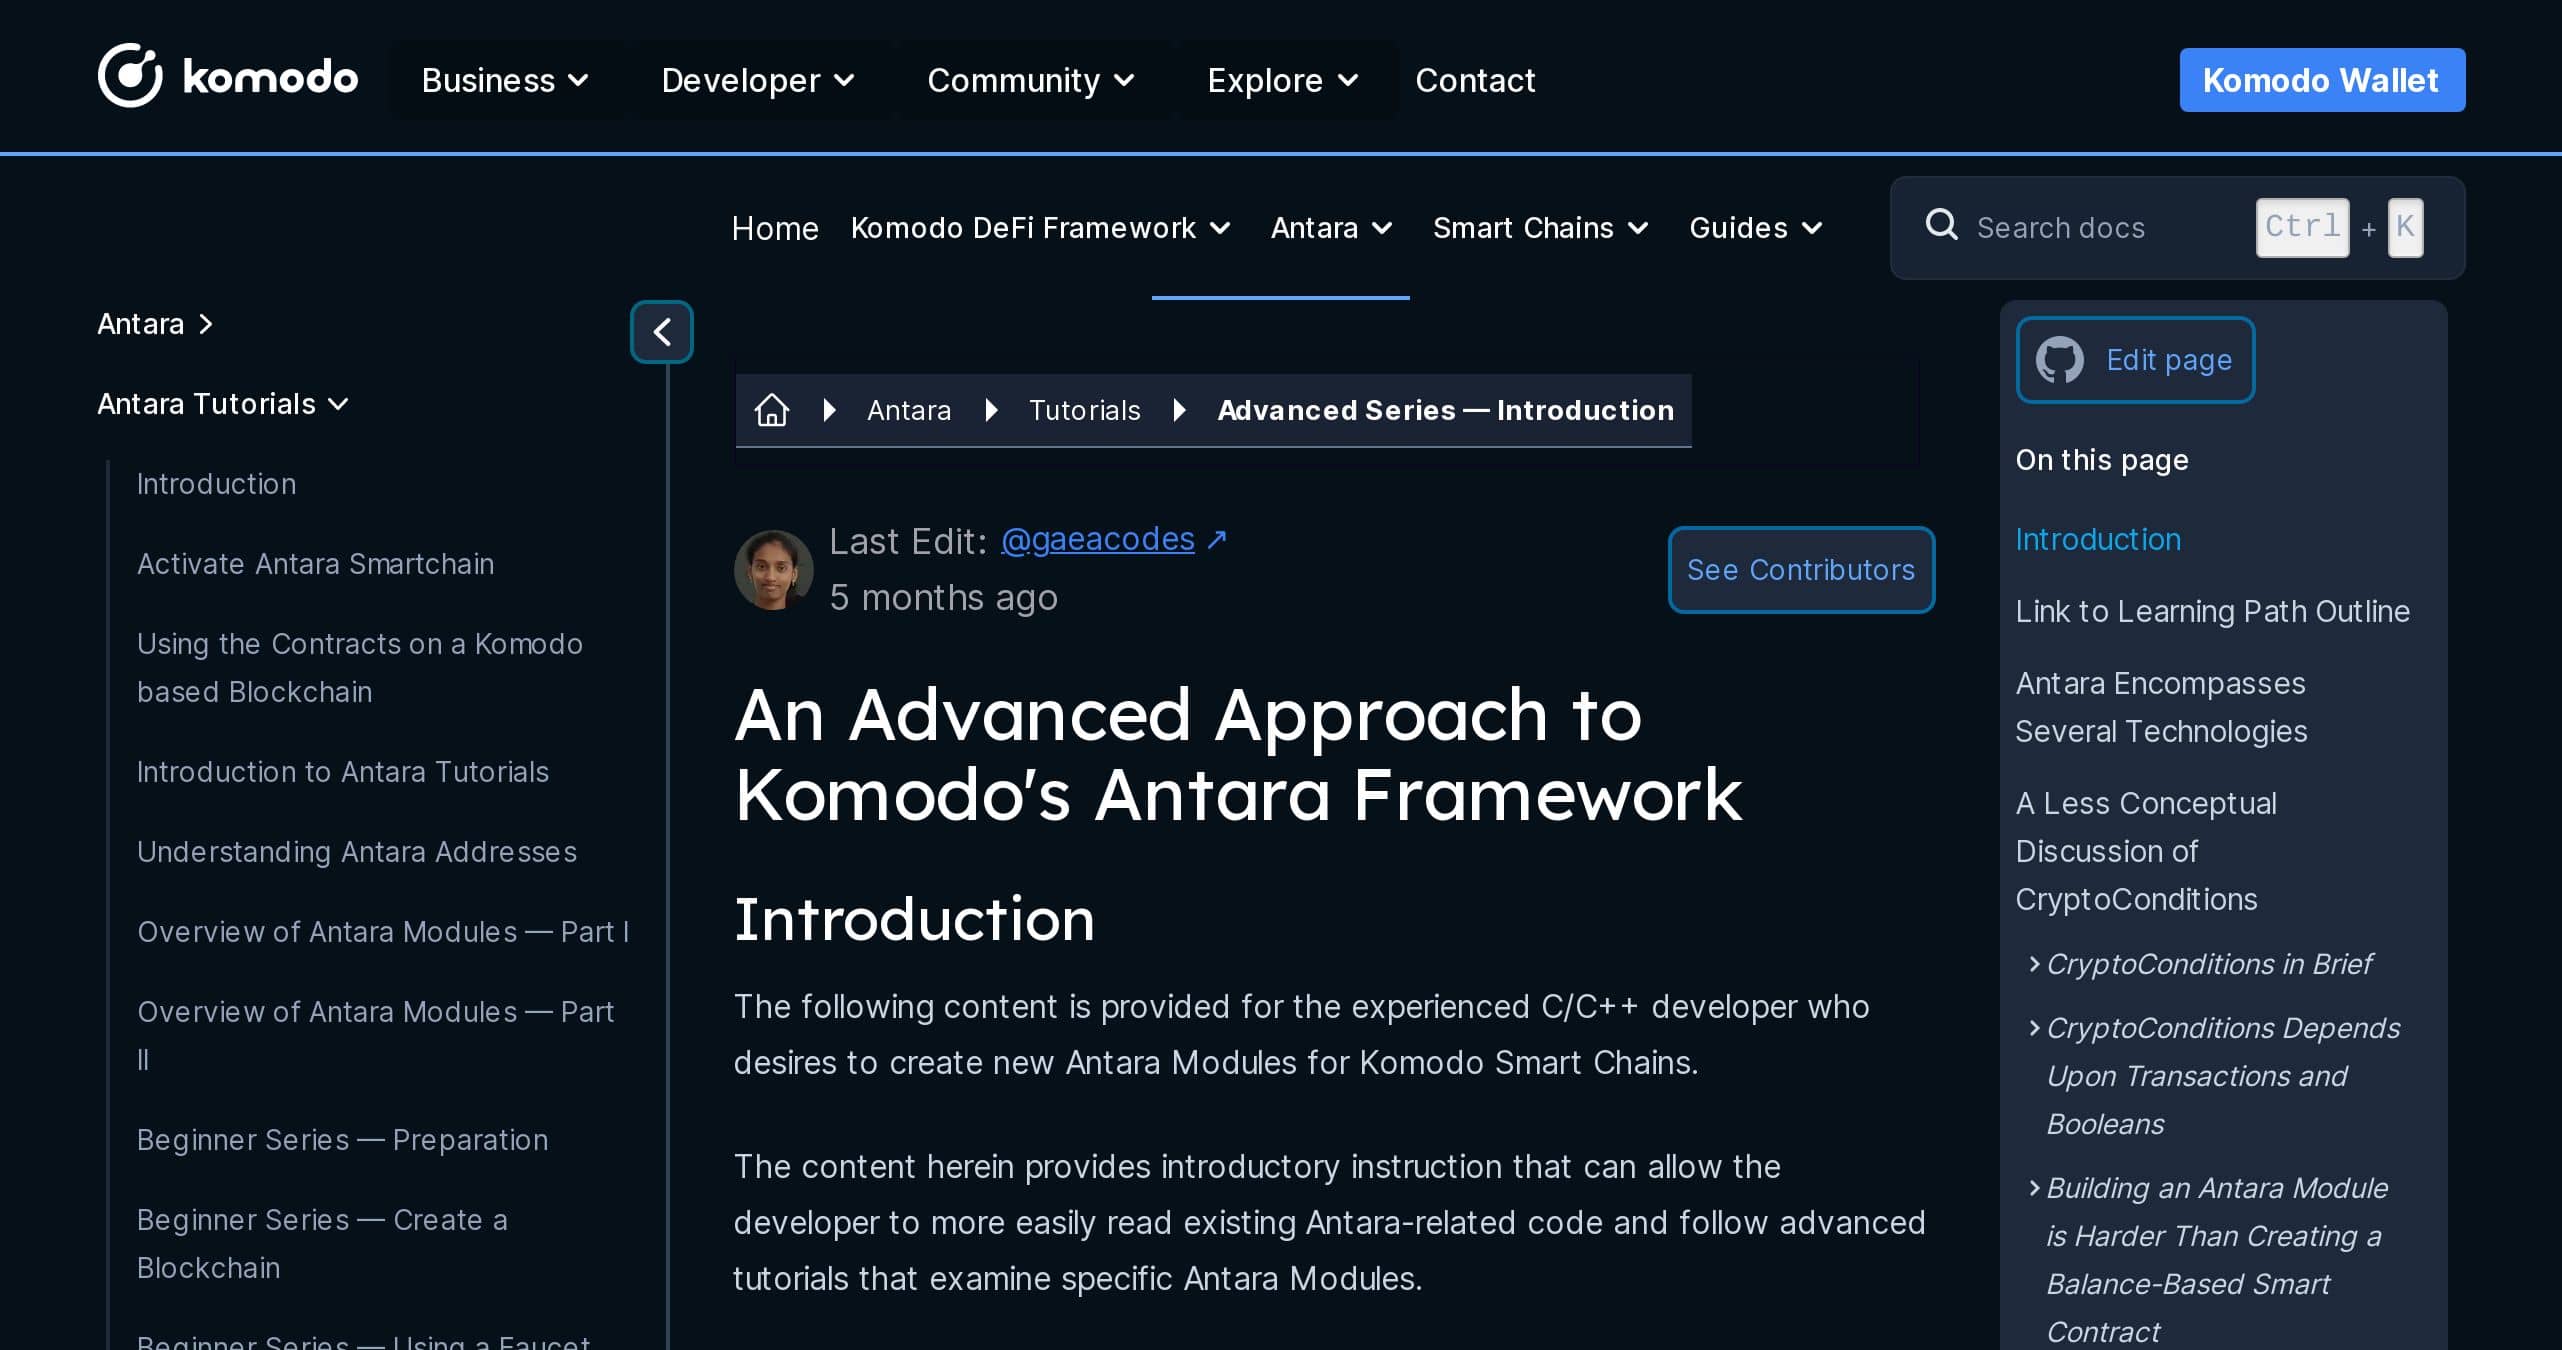 komodo
Business
Developer
Community
Explore
Contact
Komodo Wallet
Home
Komodo DeFi Framework
Antara
Smart Chains
Guides
Search docs
Ctrl + K
Antara
Antara Tutorials
Introduction
Activate Antara Smartchain
Using the Contracts on a Komodo
based Blockchain
Introduction to Antara Tutorials
Understanding Antara Addresses
Overview of Antara Modules — Part I
Overview of Antara Modules — Part
II
Beginner Series — Preparation
Beginner Series — Create a
Blockchain
Beginner Series — Using a Faucet
Antara
Tutorials
Advanced Series — Introduction
Last Edit: @gaeacodes ↗
5 months ago
See Contributors
An Advanced Approach to
Komodo's Antara Framework
Introduction
The following content is provided for the experienced C/C++ developer who
desires to create new Antara Modules for Komodo Smart Chains.
The content herein provides introductory instruction that can allow the
developer to more easily read existing Antara-related code and follow advanced
tutorials that examine specific Antara Modules.
Edit page
On this page
Introduction
Link to Learning Path Outline
Antara Encompasses
Several Technologies
A Less Conceptual
Discussion of
CryptoConditions
CryptoConditions in Brief
CryptoConditions Depends
Upon Transactions and
Booleans
Building an Antara Module
is Harder Than Creating a
Balance-Based Smart
Contract